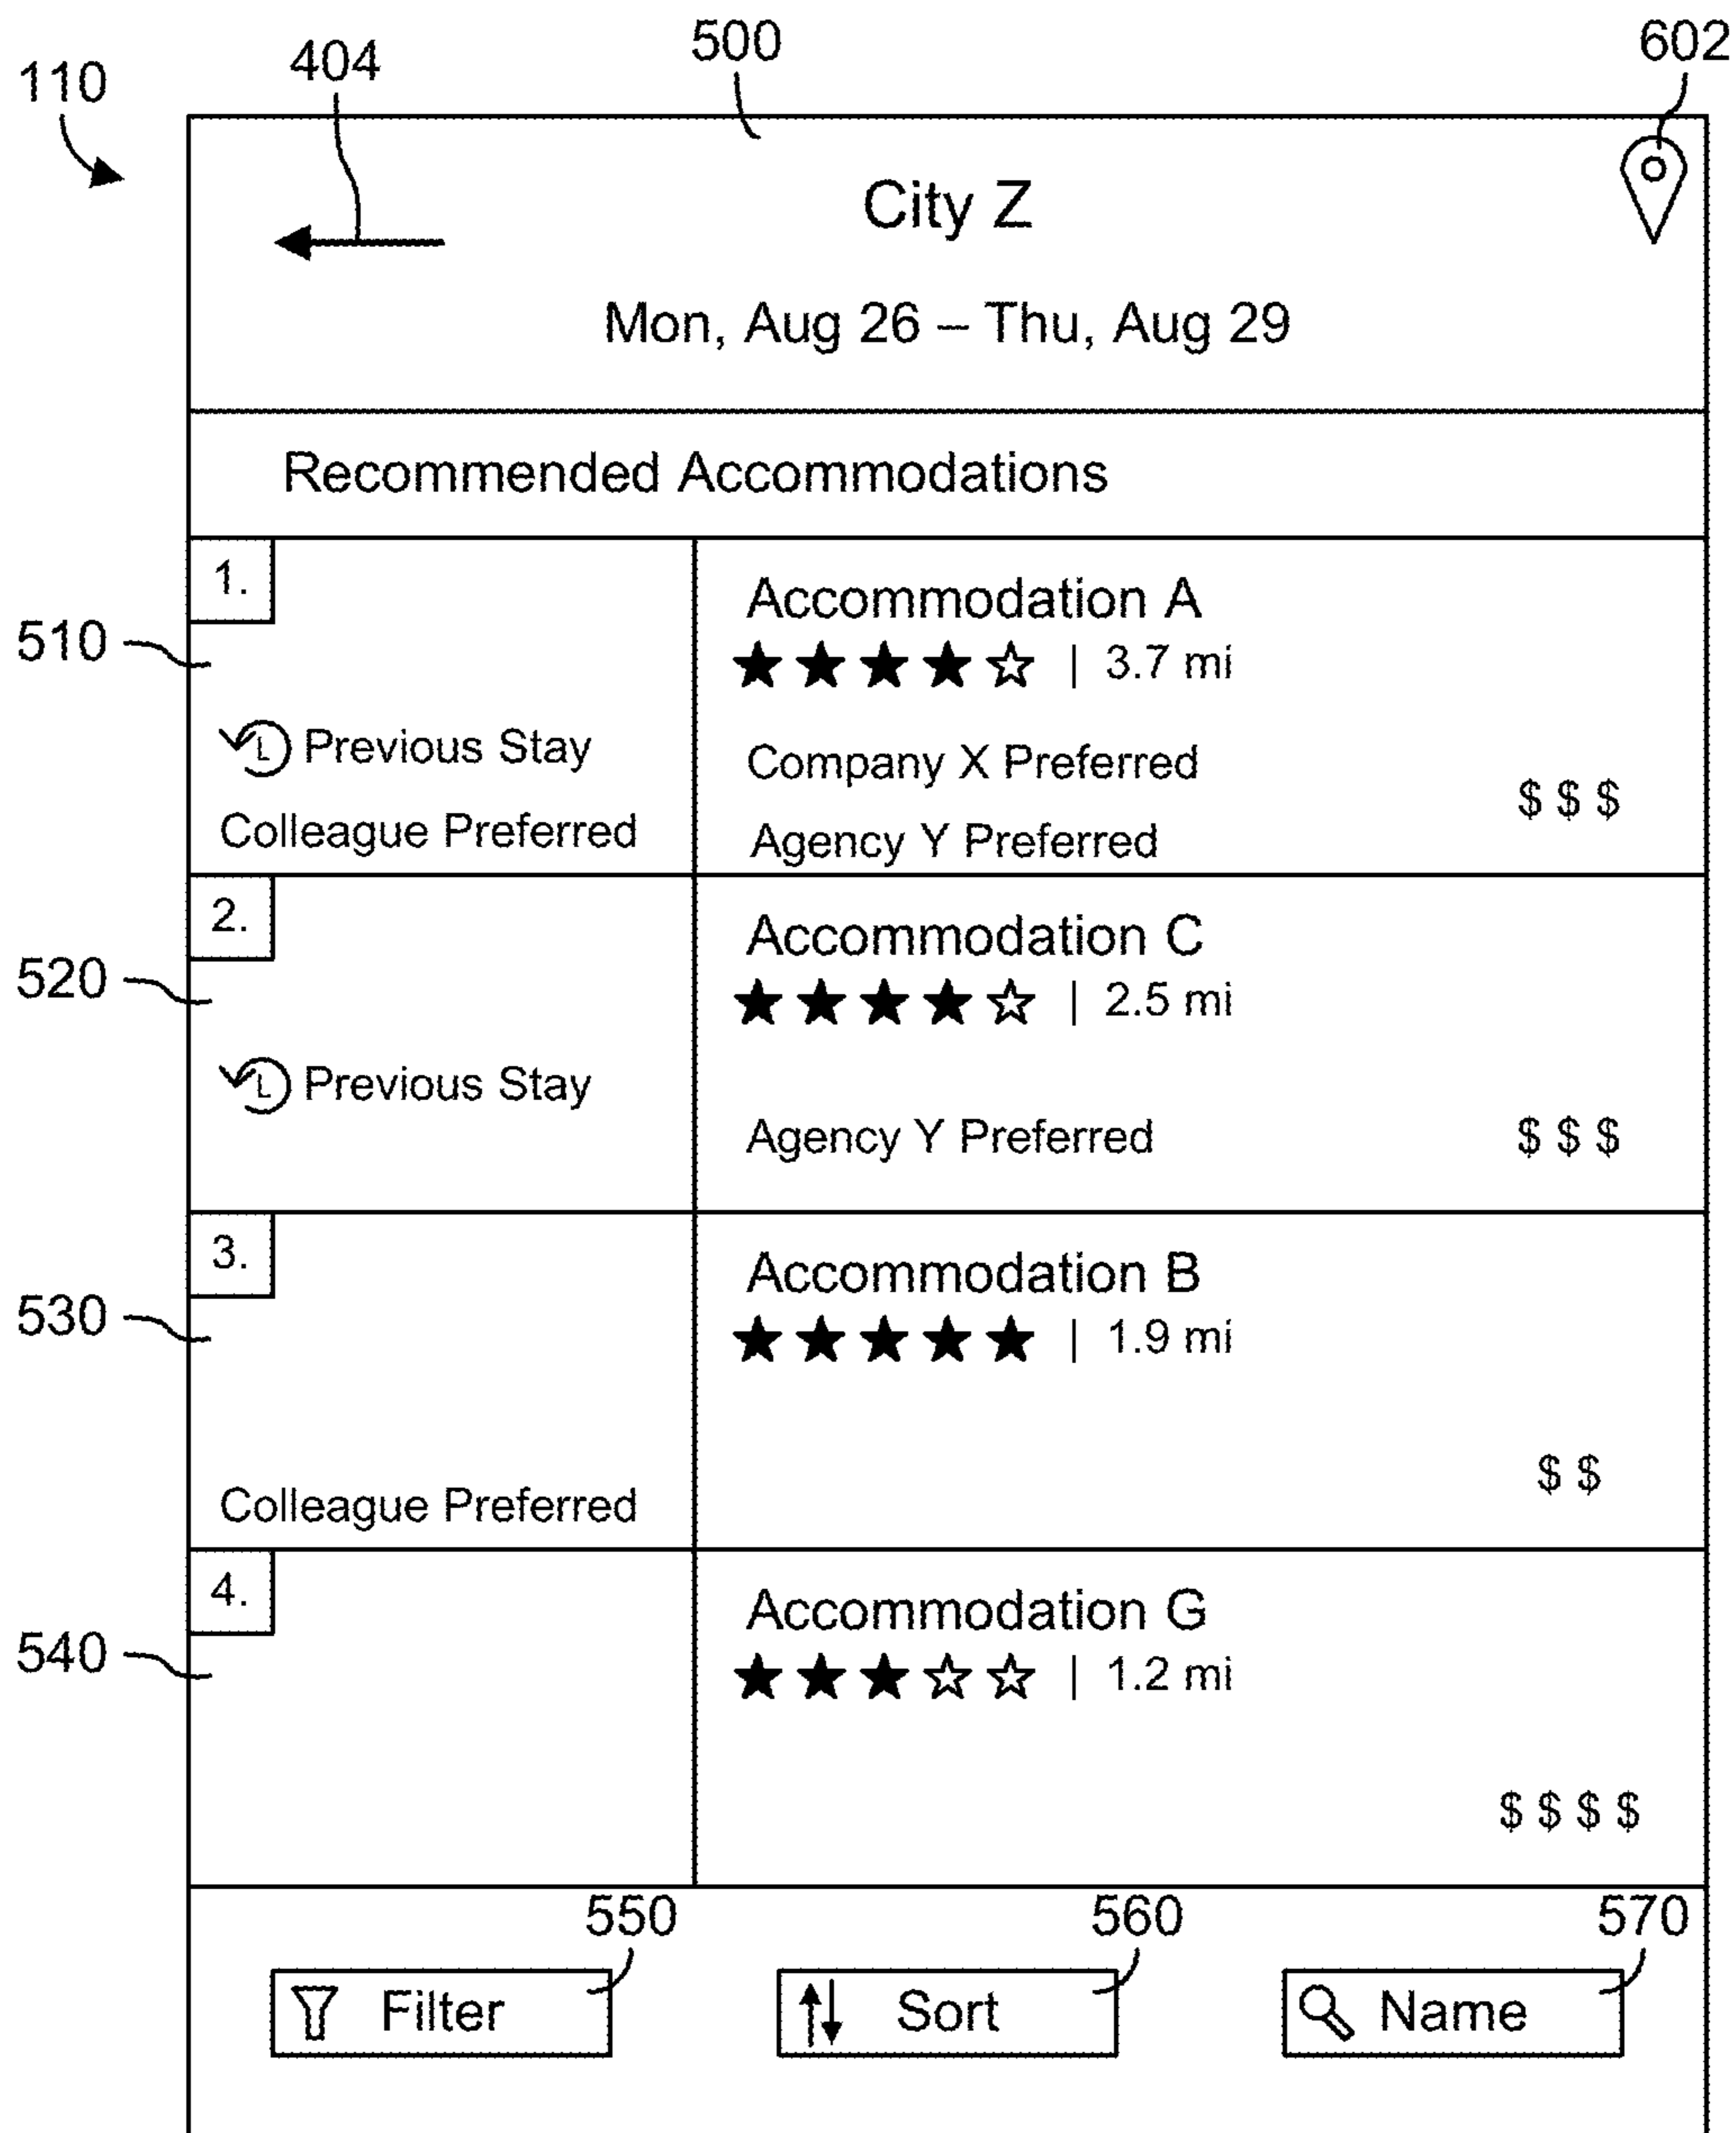 500
602
404
110
City Z
Mon, Aug 26 – Thu, Aug 29
Recommended Accommodations
1.
510
Accommodation A
| 3.7 mi
Previous Stay
Company X Preferred
Colleague Preferred
Agency Y Preferred
$ $ $
2.
520
Accommodation C
| 2.5 mi
Previous Stay
Agency Y Preferred
$ $ $
3.
530
Accommodation B
| 1.9 mi
Colleague Preferred
$ $
4.
540
Accommodation G
| 1.2 mi
$ $ $ $
550
560
570
Filter
Sort
Name